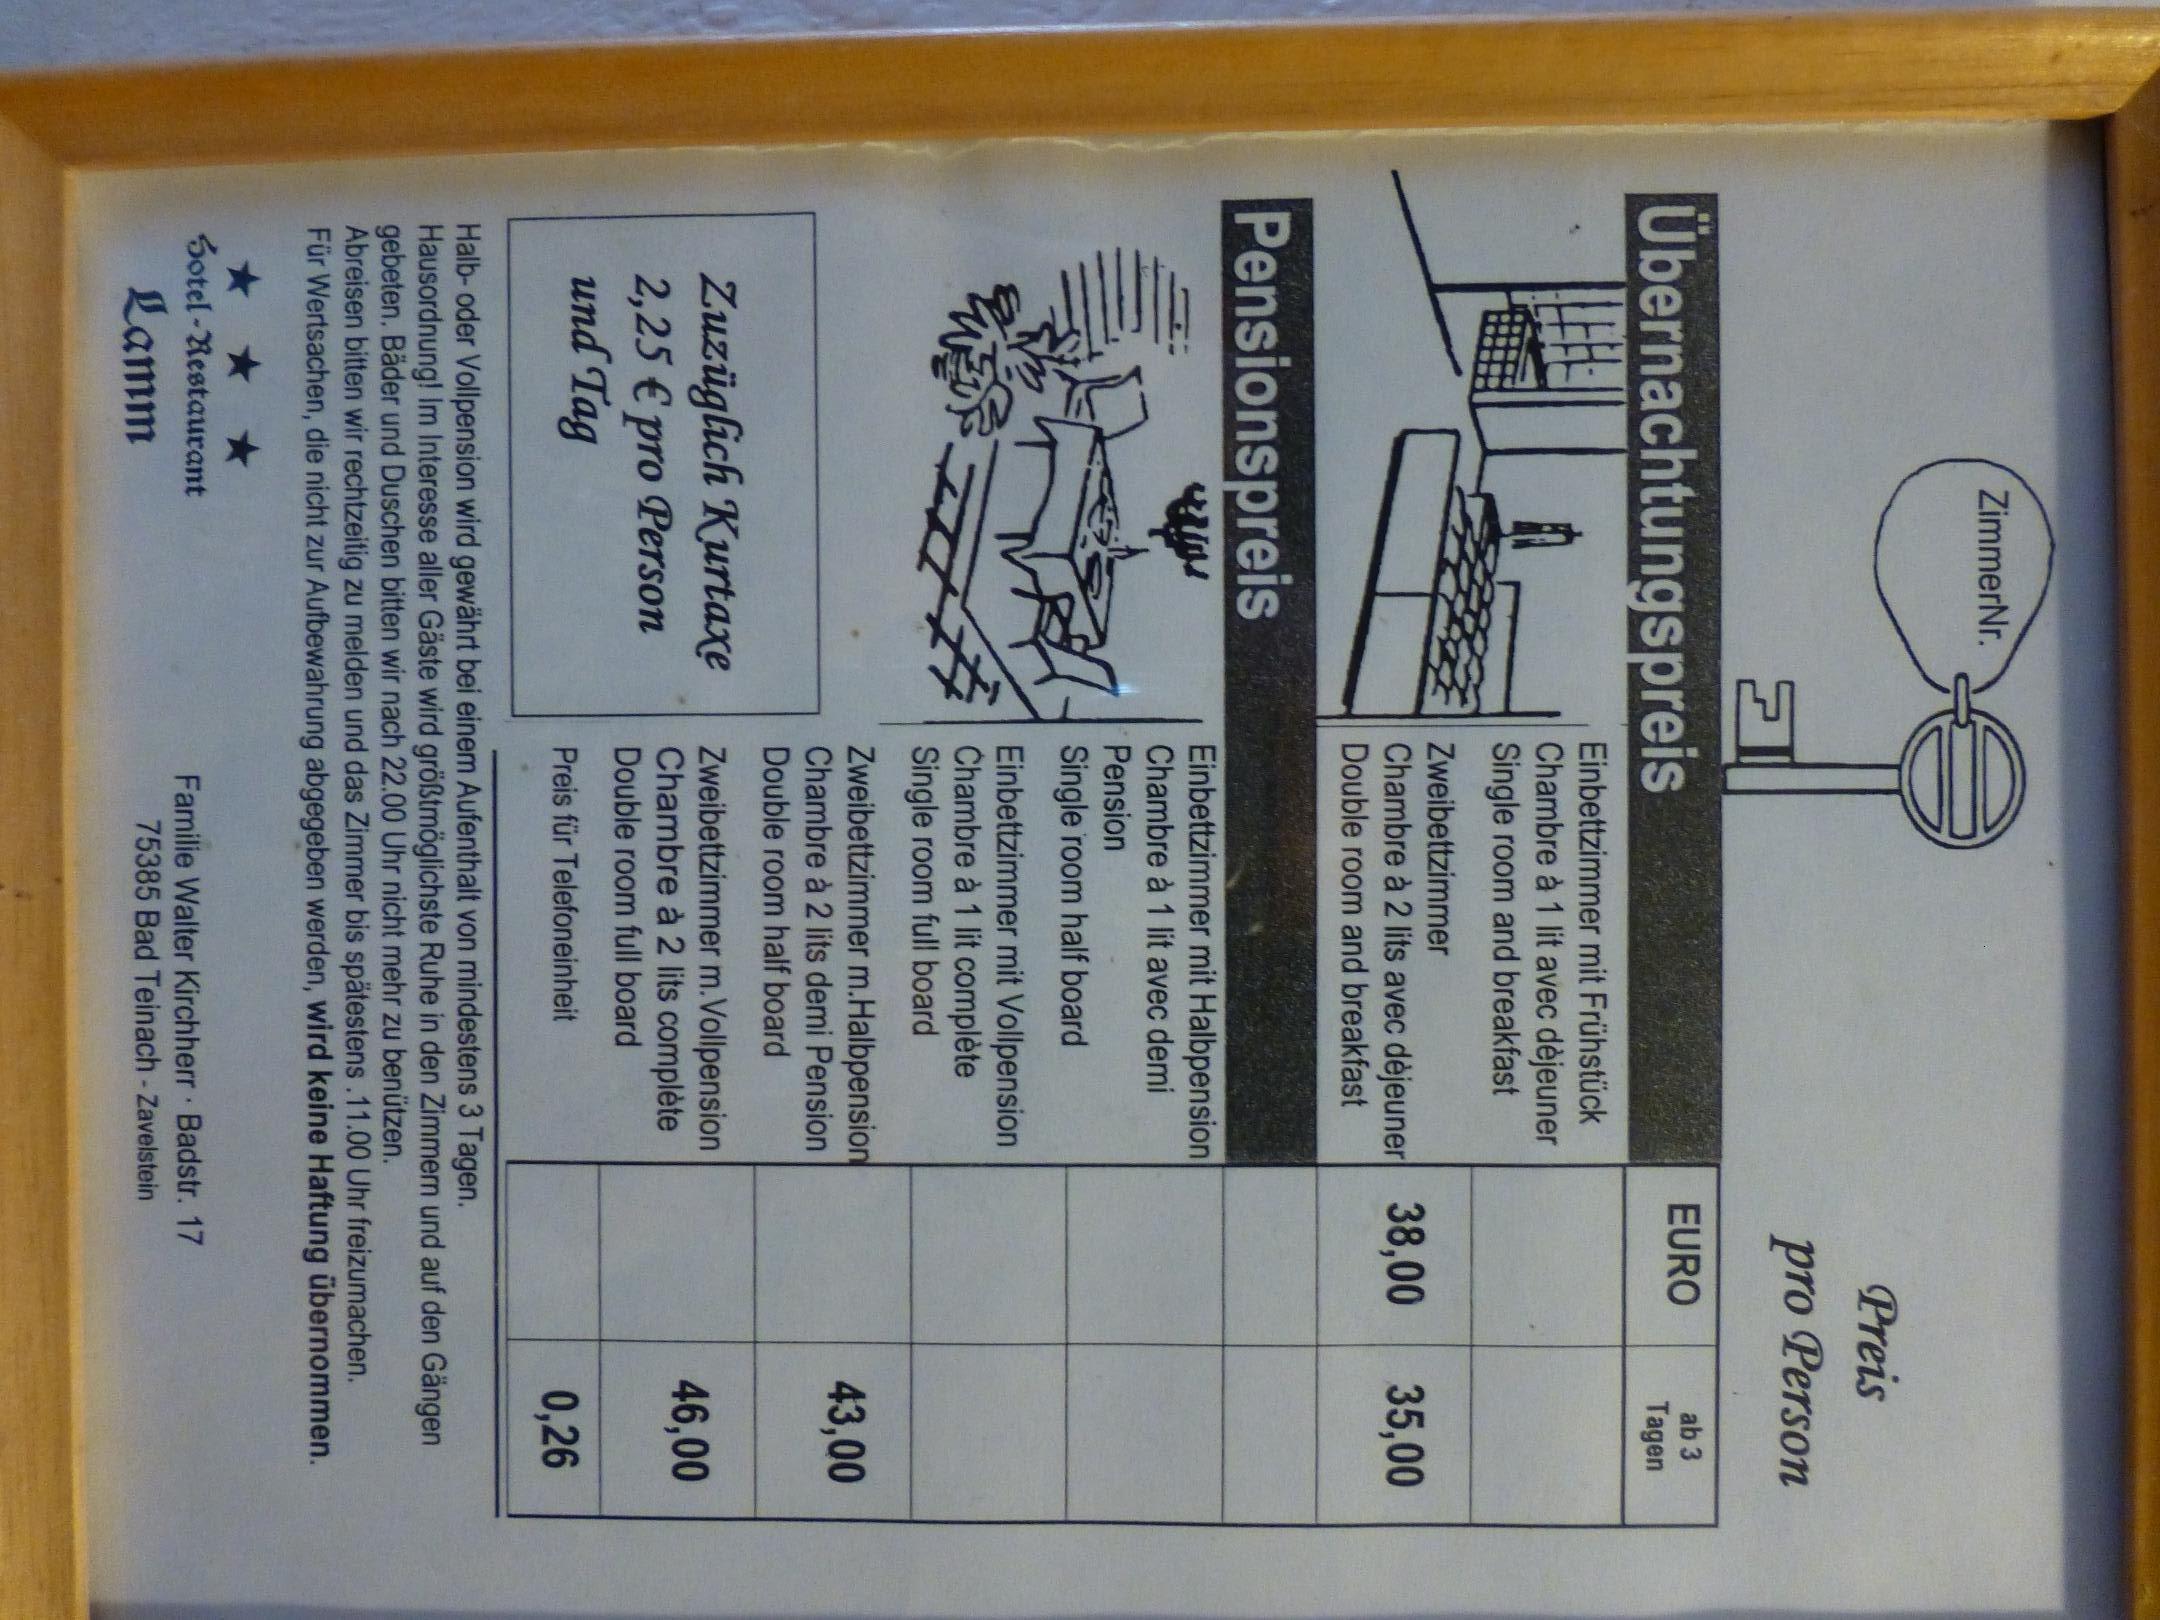 ZimmerNr.
Preis
pro Person
Übernachtungspreis
EURO
ab 3
Tagen
Einbettzimmer mit Frühstück
Chambre à 1 lit avec dèjeuner
Single room and breakfast
Zweibettzimmer
Chambre à 2 lits avec dèjeuner
Double room and breakfast
38,00
35,00
Pensionspreis
Einbettzimmer mit Halbpension
Chambre à 1 lit avec demi
Pension
Single room half board
Einbettzimmer mit Vollpension
Chambre à 1 lit complète
Single room full board
Zweibettzimmer m.Halbpension
Chambre à 2 lits demi Pension
Double room half board
43,00
Zweibettzimmer m.Vollpension
Chambre à 2 lits complète
Double room full board
46,00
Preis für Telefoneinheit
0,26
Zuzüglich Kurtaxe
2,25 € pro Person
und Tag
Halb- oder Vollpension wird gewährt bei einem Aufenthalt von mindestens 3 Tagen.
Hausordnung! Im Interesse aller Gäste wird größtmöglichste Ruhe in den Zimmern und auf den Gängen
gebeten. Bäder und Duschen bitten wir nach 22.00 Uhr nicht mehr zu benützen.
Abreisen bitten wir rechtzeitig zu melden und das Zimmer bis spätestens .11.00 Uhr freizumachen.
Für Wertsachen, die nicht zur Aufbewahrung abgegeben werden, wird keine Haftung übernommen.
Hotel-Restaurant
Lamm
Familie Walter Kirchherr · Badstr. 17
75385 Bad Teinach - Zavelstein